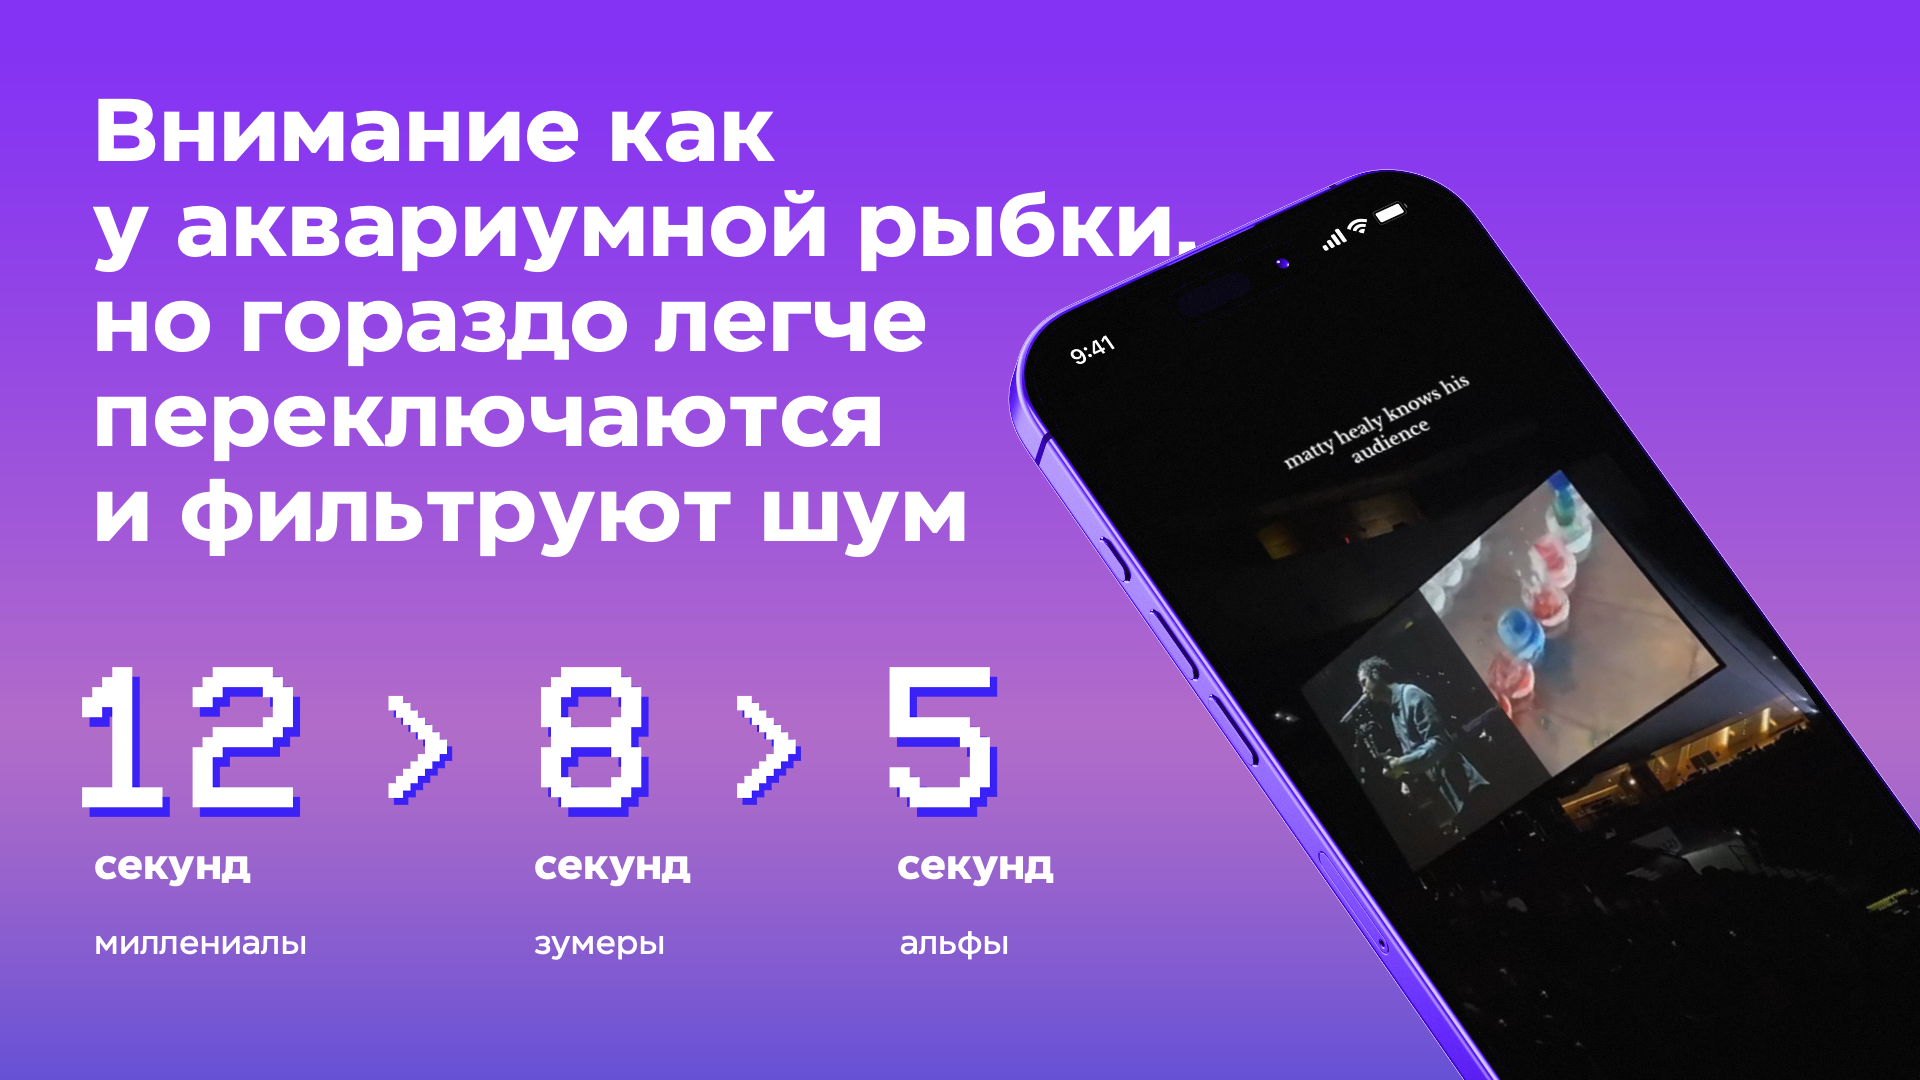 Внимание как
у аквариумной рыбки,
но гораздо легче
переключаются
и фильтруют шум
12 > 8 > 5
секунд секунд секунд
миллениалы зумеры альфы
9:41
matty healy knows his
audience